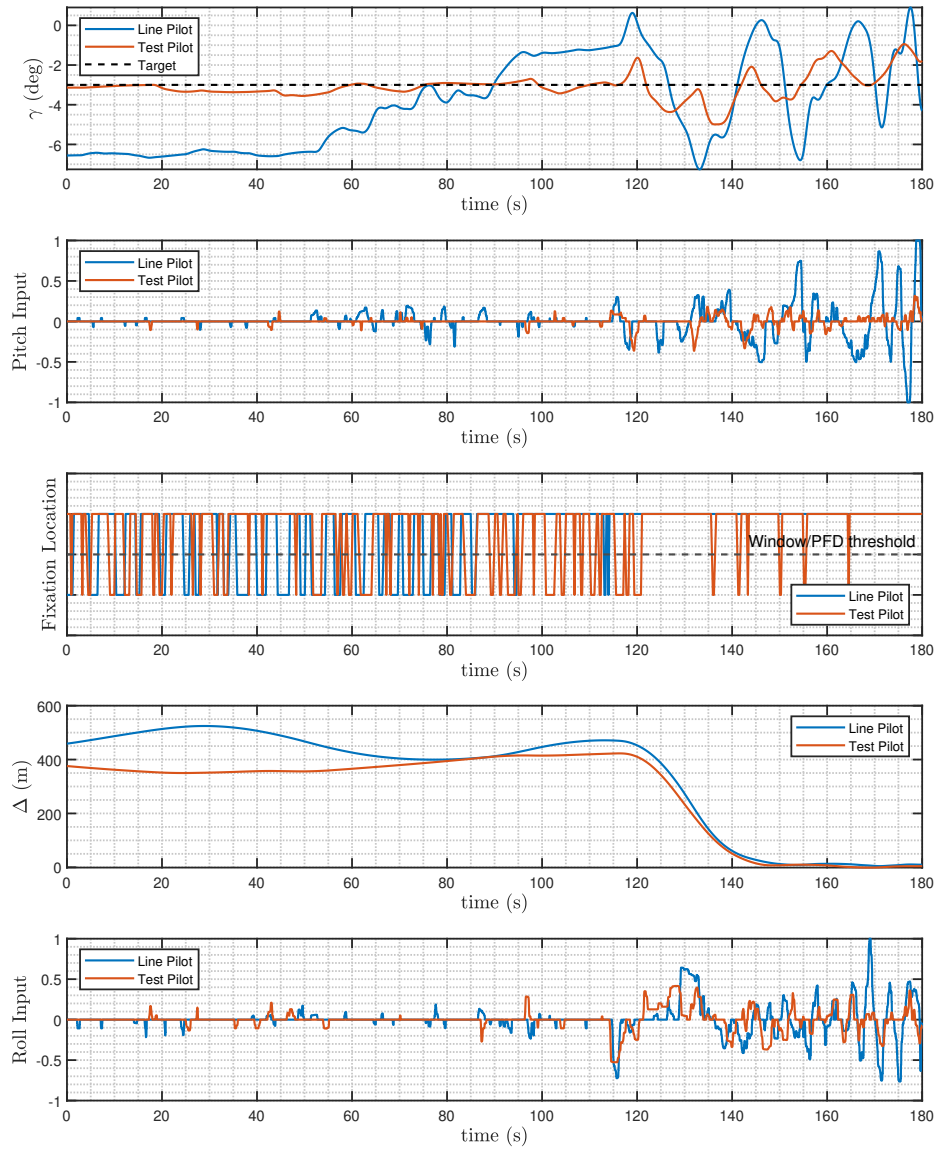 γ (deg)
0
-2
-4
-6
Line Pilot
Test Pilot
Target
0 20 40 60 80 100 120 140 160 180
time (s)
Pitch Input
1
0.5
0
-0.5
-1
Line Pilot
Test Pilot
0 20 40 60 80 100 120 140 160 180
time (s)
Fixation Location
Window/PFD threshold
Line Pilot
Test Pilot
0 20 40 60 80 100 120 140 160 180
time (s)
Δ (m)
600
400
200
0
Line Pilot
Test Pilot
0 20 40 60 80 100 120 140 160 180
time (s)
Roll Input
1
0.5
0
-0.5
-1
Line Pilot
Test Pilot
0 20 40 60 80 100 120 140 160 180
time (s)